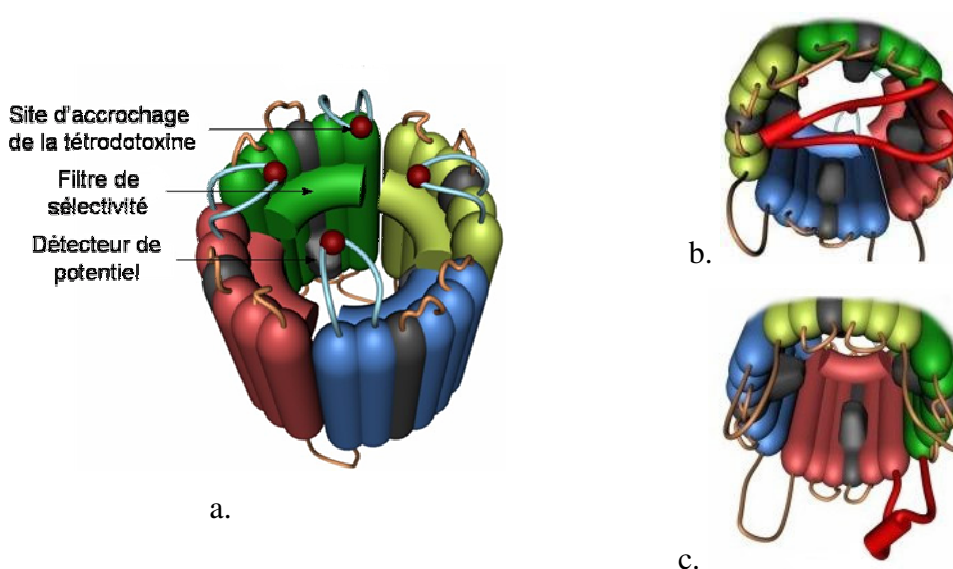 Site d'accrochage
de la tétrodotoxine
Filtre de
sélectivité
Détecteur de
potentiel
a.
b.
c.